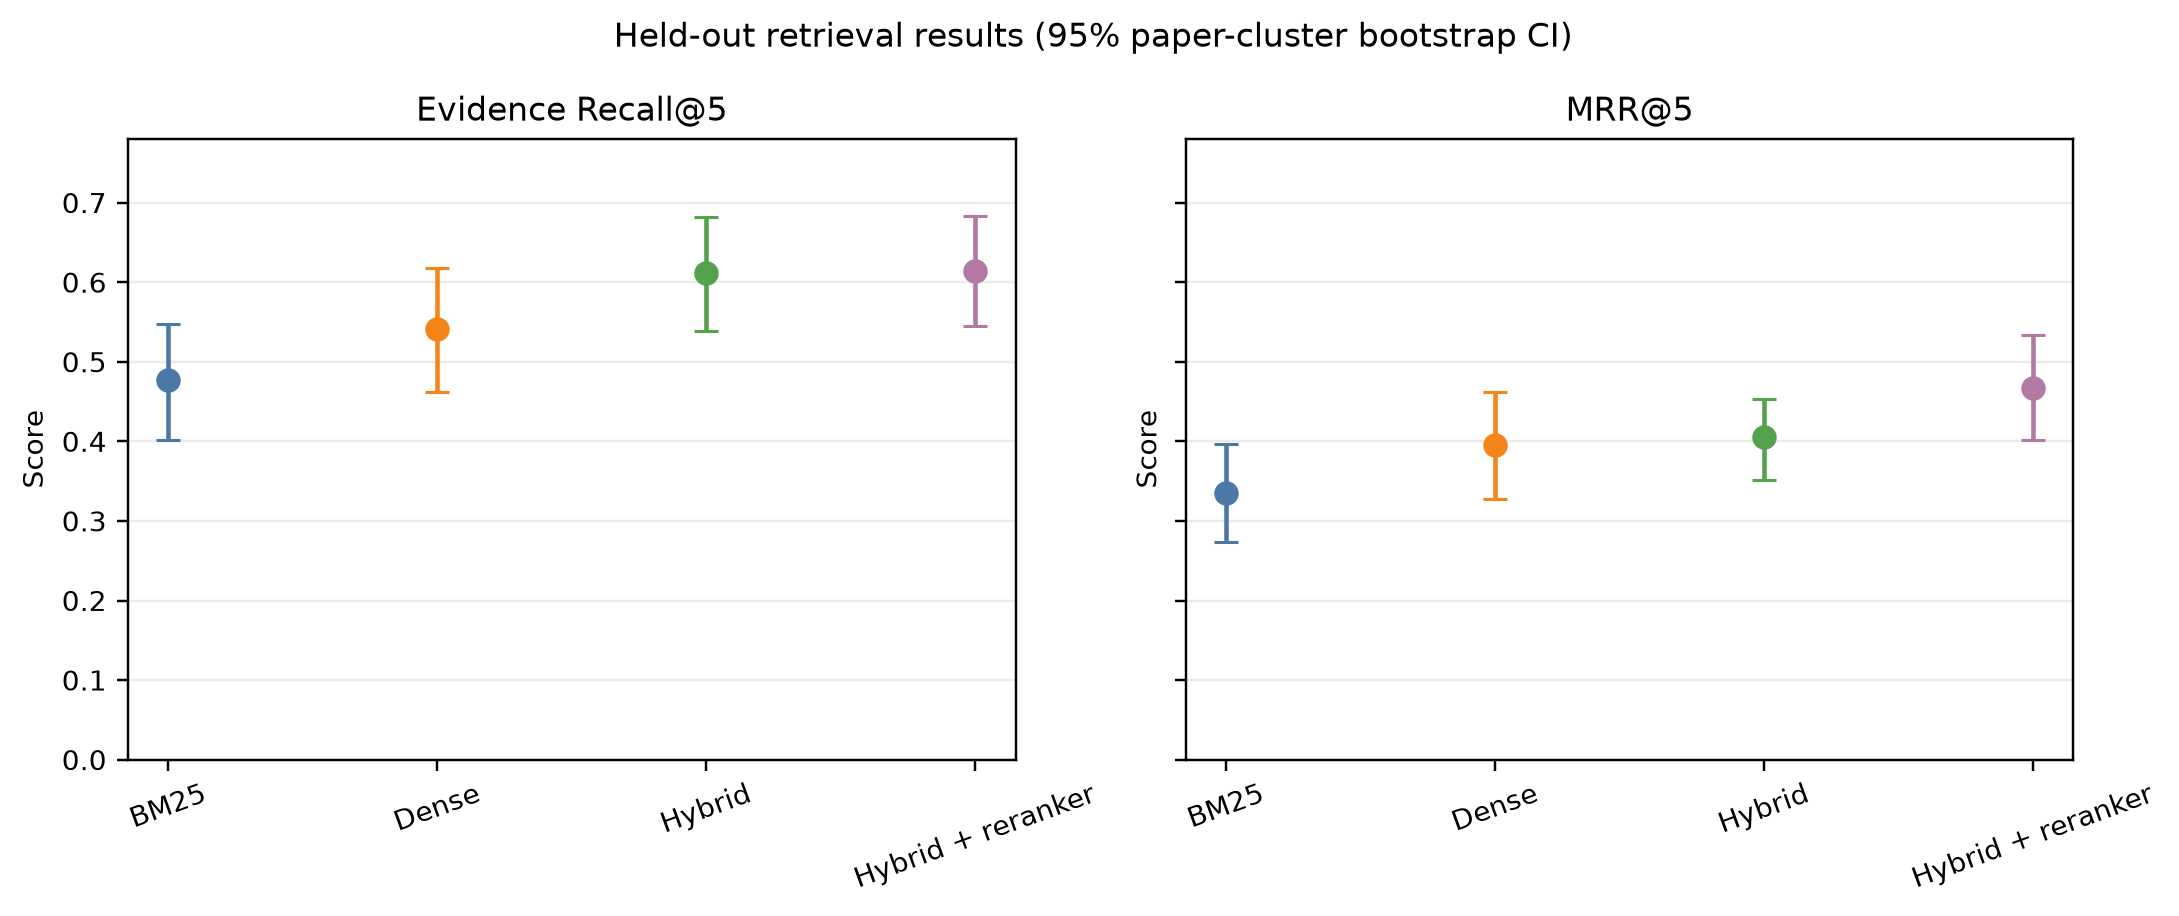 Held-out retrieval results (95% paper-cluster bootstrap CI)
Evidence Recall@5
Score
0.7
0.6
0.5
0.4
0.3
0.2
0.1
0.0
BM25
Dense
Hybrid
Hybrid + reranker
MRR@5
Score
BM25
Dense
Hybrid
Hybrid + reranker